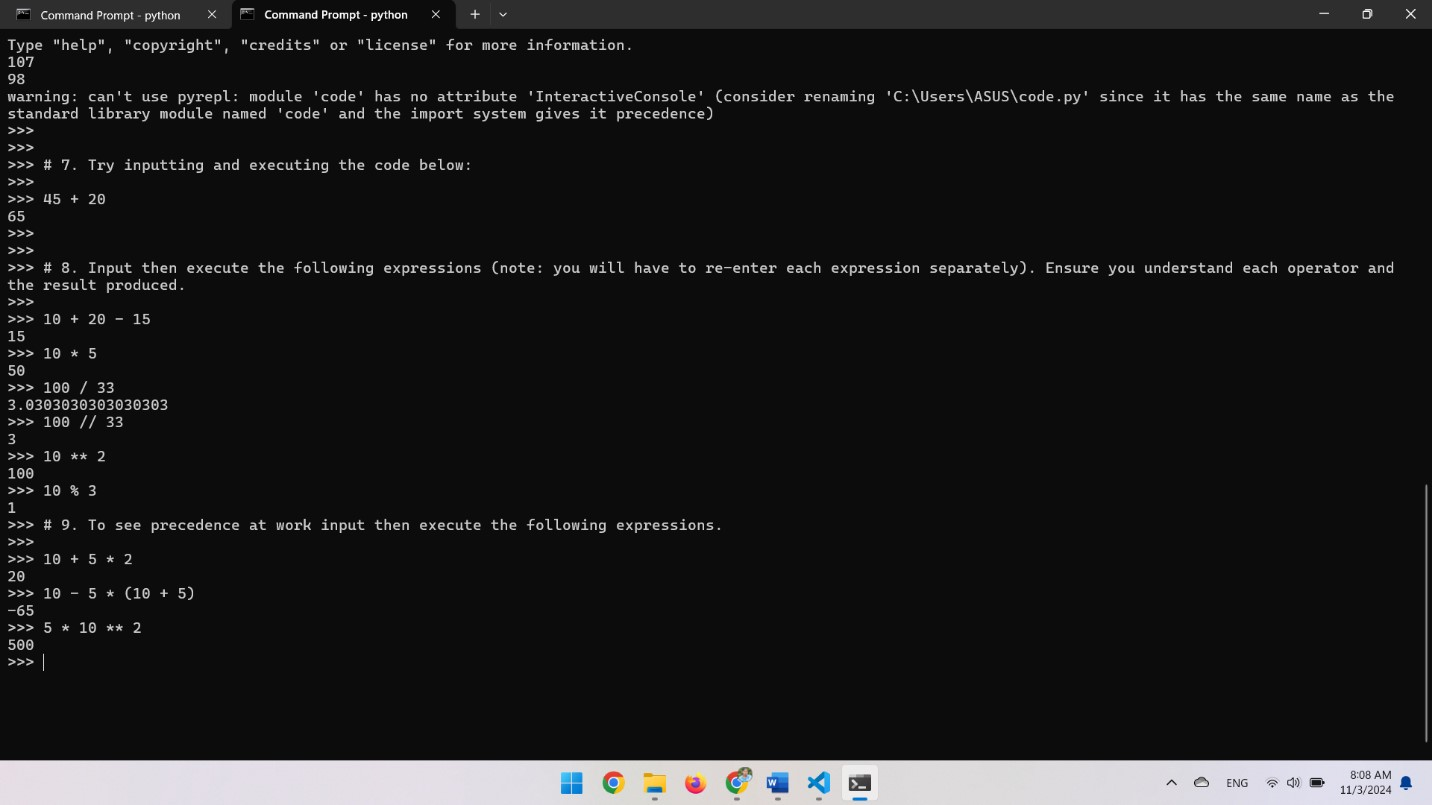 Command Prompt - python
Command Prompt - python
Type "help", "copyright", "credits" or "license" for more information.
107
98
warning: can't use pyrepl: module 'code' has no attribute 'InteractiveConsole' (consider renaming 'C:\Users\ASUS\code.py' since it has the same name as the
standard library module named 'code' and the import system gives it precedence)
>>>
>>>
>>> # 7. Try inputting and executing the code below:
>>>
>>> 45 + 20
65
>>>
>>>
>>> # 8. Input then execute the following expressions (note: you will have to re-enter each expression separately). Ensure you understand each operator and
the result produced.
>>>
>>> 10 + 20 - 15
15
>>> 10 * 5
50
>>> 100 / 33
3.0303030303030303
>>> 100 // 33
3
>>> 10 ** 2
100
>>> 10 % 3
1
>>> # 9. To see precedence at work input then execute the following expressions.
>>>
>>> 10 + 5 * 2
20
>>> 10 - 5 * (10 + 5)
-65
>>> 5 * 10 ** 2
500
>>>
ENG
8:08 AM
11/3/2024